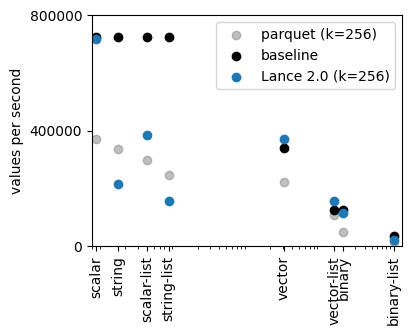 800000
400000
0
values per second
parquet (k=256)
baseline
Lance 2.0 (k=256)
scalar
string
scalar-list
string-list
vector
vector-list
binary
binary-list